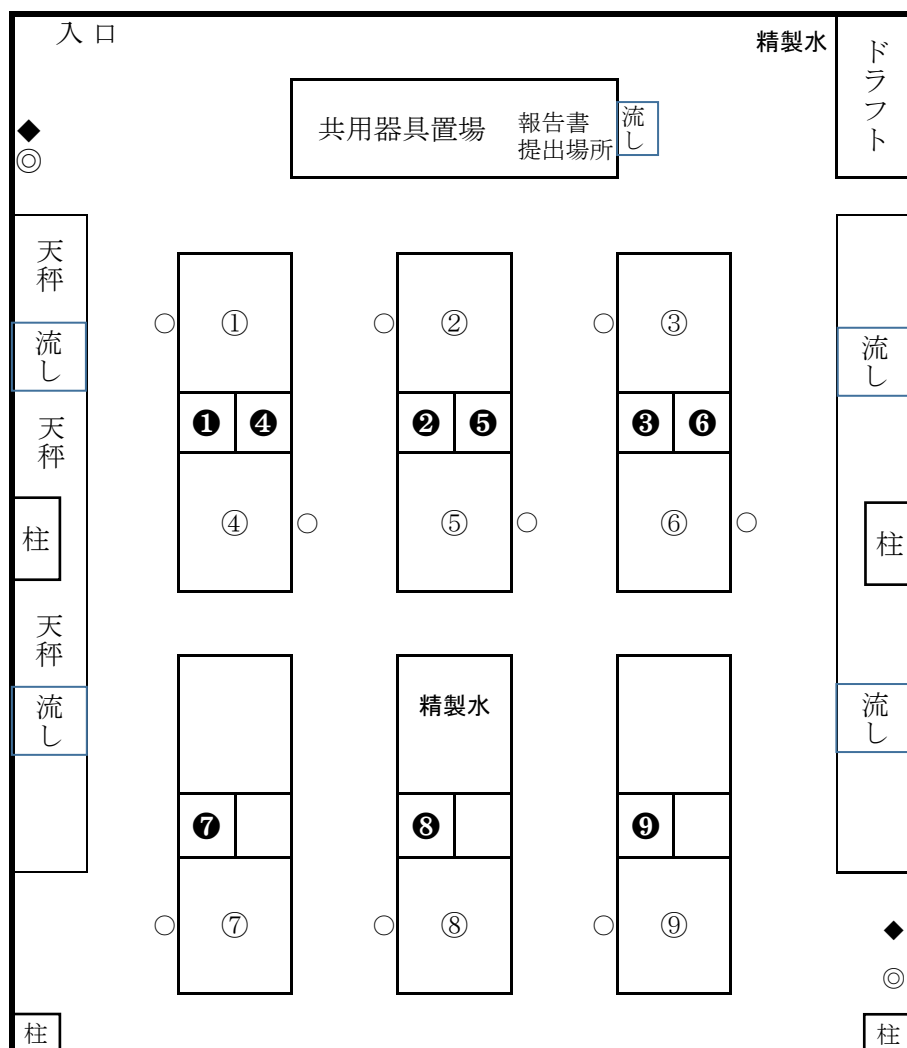 入口
精製水
ドラフト
共用器具置場
報告書
提出場所
流し
◆
◎
天秤
流し
天秤
柱
天秤
流し
○ ① ○ ② ○ ③
❶ ❹ ❷ ❺ ❸ ❻
④ ○ ⑤ ○ ⑥ ○
流し
柱
流し
精製水
❼ ❽ ❾
○ ⑦ ○ ⑧ ○ ⑨
◆
◎
柱
柱